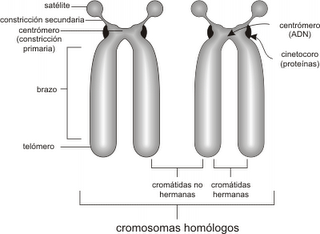 satélite
constricción secundaria
centrómero
(constricción
primaria)
brazo
telómero
centrómero
(ADN)
cinetocoro
(proteínas)
cromátidas no
hermanas
cromátidas
hermanas
cromosomas homólogos